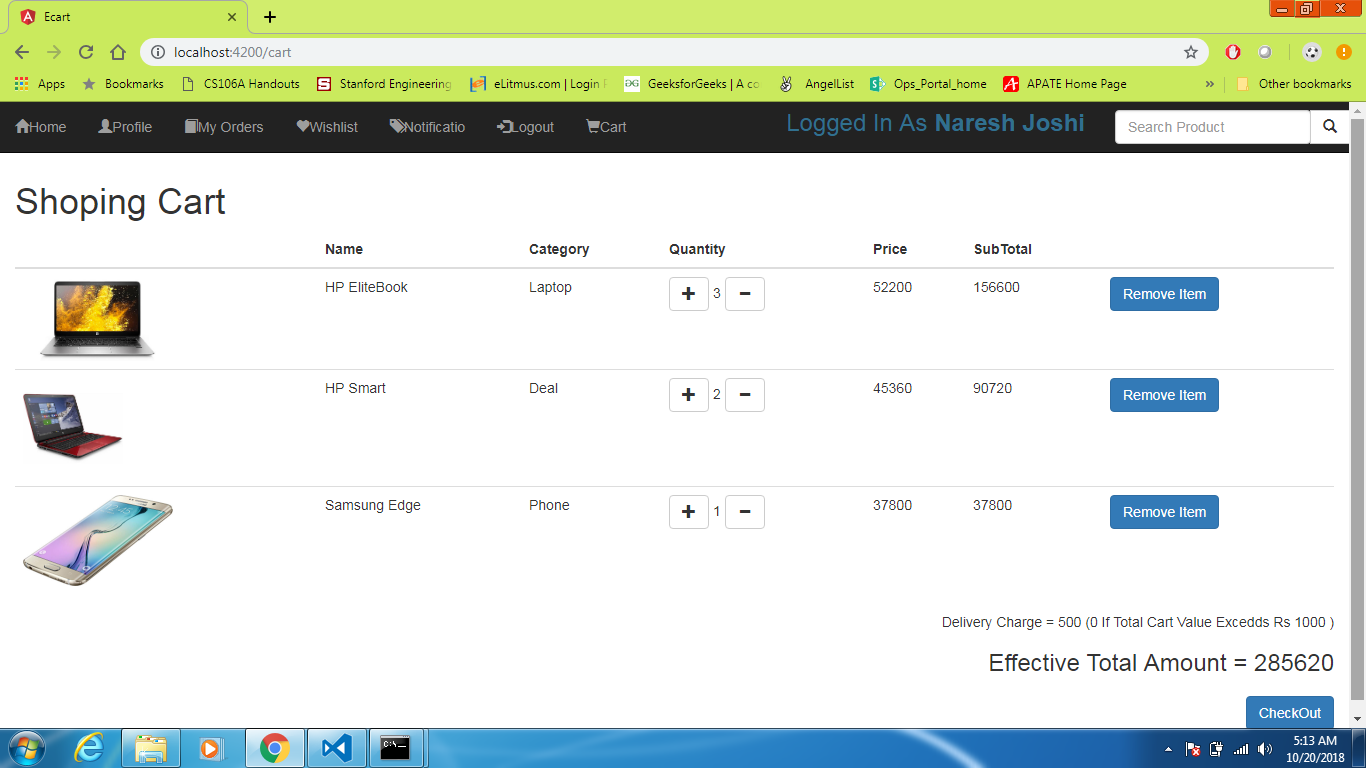 Ecart
localhost:4200/cart
Apps Bookmarks CS106A Handouts Stanford Engineering eLitmus.com | Login GeeksforGeeks | A co AngelList Ops_Portal_home APATE Home Page » Other bookmarks
Home Profile My Orders Wishlist Notificatio Logout Cart Logged In As Naresh Joshi Search Product
Shoping Cart
Name Category Quantity Price SubTotal
HP EliteBook Laptop + 3 - 52200 156600 Remove Item
HP Smart Deal + 2 - 45360 90720 Remove Item
Samsung Edge Phone + 1 - 37800 37800 Remove Item
Delivery Charge = 500 (0 If Total Cart Value Excedds Rs 1000 )
Effective Total Amount = 285620
CheckOut
5:13 AM
10/20/2018